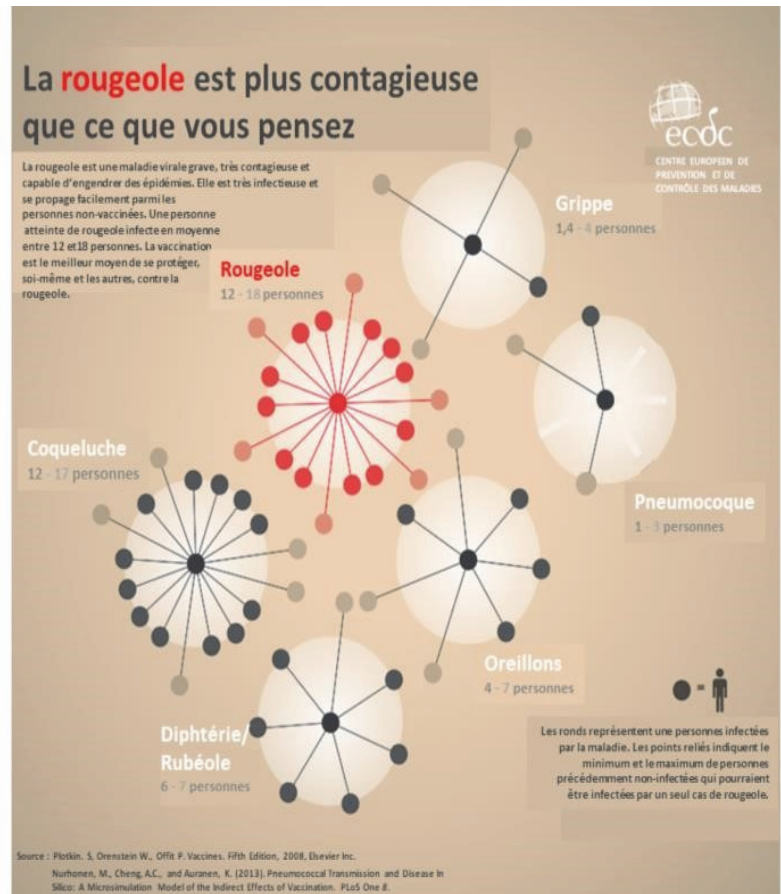 La rougeole est plus contagieuse
que ce que vous pensez
La rougeole est une maladie virale grave, très contagieuse et
capable d'engendrer des épidémies. Elle est très infectieuse et
se propage facilement parmi les
personnes non-vaccinées. Une personne
atteinte de rougeole infecte en moyenne
entre 12 et18 personnes. La vaccination
est le meilleur moyen de se protéger,
soi-même et les autres, contre la
rougeole.
ecdc
CENTRE EUROPEEN DE
PREVENTION ET DE
CONTRÔLE DES MALADIES
Grippe
1,4 - 4 personnes
Rougeole
12 - 18 personnes
Coqueluche
12 - 17 personnes
Pneumocoque
1 - 3 personnes
Oreillons
4 - 7 personnes
Diphtérie/
Rubéole
6 - 7 personnes
=
Les ronds représentent une personnes infectées
par la maladie. Les points reliés indiquent le
minimum et le maximum de personnes
précédemment non-infectées qui pourraient
être infectées par un seul cas de rougeole.
Source : Plotkin. S, Orenstein W., Offit P. Vaccines. Fifth Edition, 2008, Elsevier Inc.
Nurhonen, M., Cheng, A.C., and Auranen, K. (2013). Pneumococcal Transmission and Disease In
Silico: A Microsimulation Model of the Indirect Effects of Vaccination. PLoS One 8.